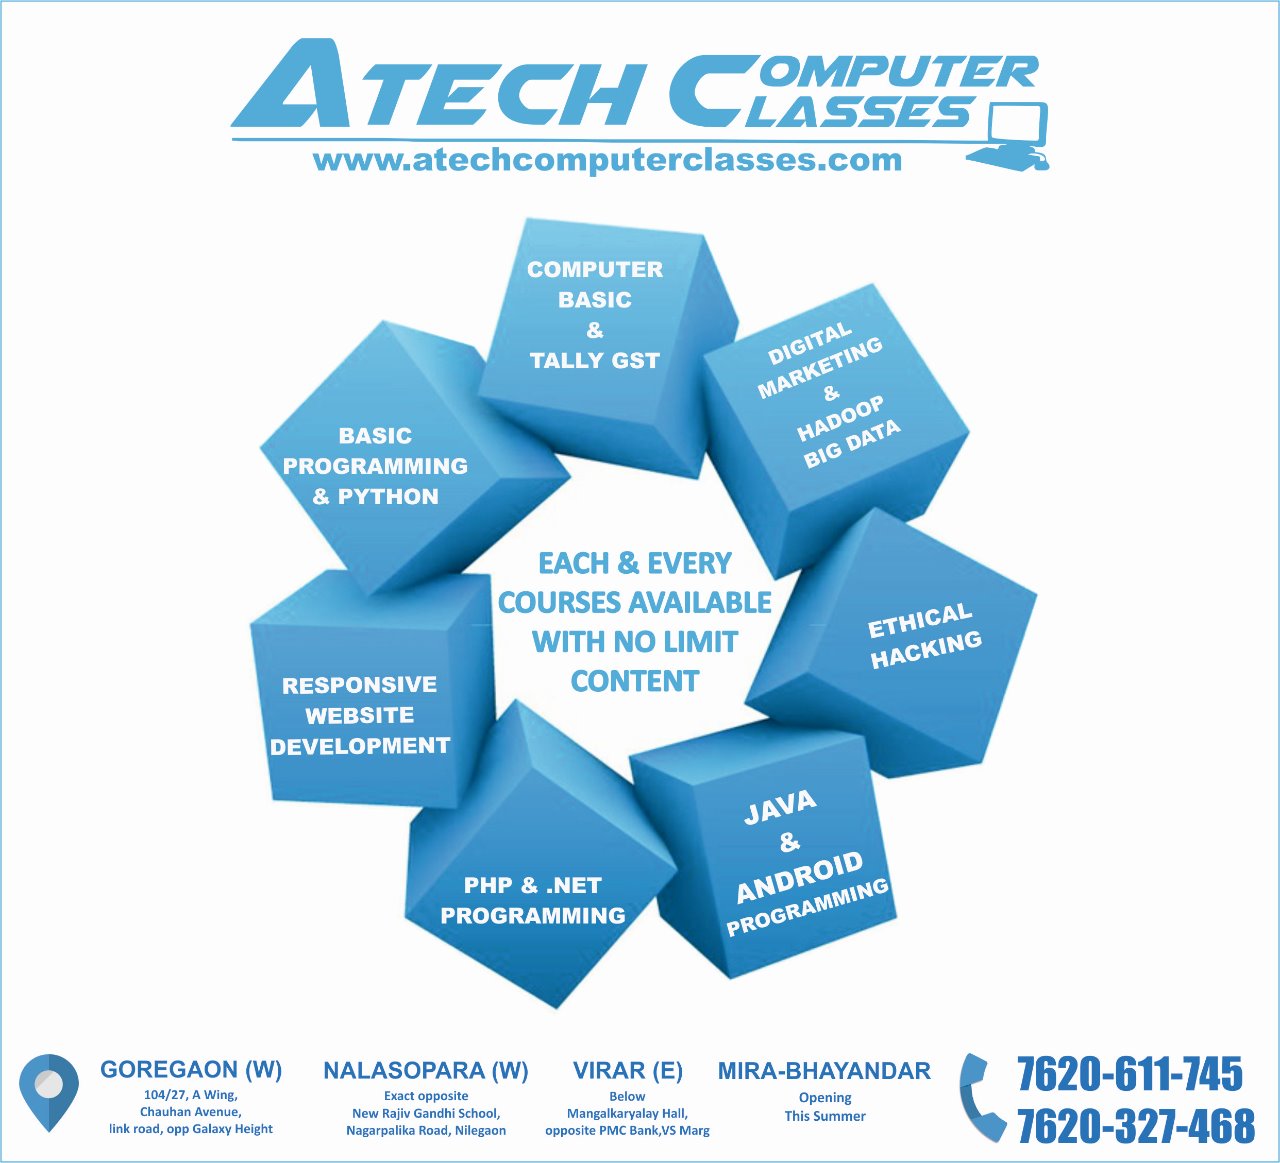 ATECH COMPUTER CLASSES
www.atechcomputerclasses.com
COMPUTER
BASIC
&
TALLY GST
DIGITAL
MARKETING
&
HADOOP
BIG DATA
BASIC
PROGRAMMING
& PYTHON
EACH & EVERY
COURSES AVAILABLE
WITH NO LIMIT
CONTENT
ETHICAL
HACKING
RESPONSIVE
WEBSITE
DEVELOPMENT
JAVA
&
ANDROID
PROGRAMMING
PHP & .NET
PROGRAMMING
GOREGAON (W)
104/27, A Wing,
Chauhan Avenue,
link road, opp Galaxy Height
NALASOPARA (W)
Exact opposite
New Rajiv Gandhi School,
Nagarpalika Road, Nilegaon
VIRAR (E)
Below
Mangalkaryalay Hall,
opposite PMC Bank,VS Marg
MIRA-BHAYANDAR
Opening
This Summer
7620-611-745
7620-327-468